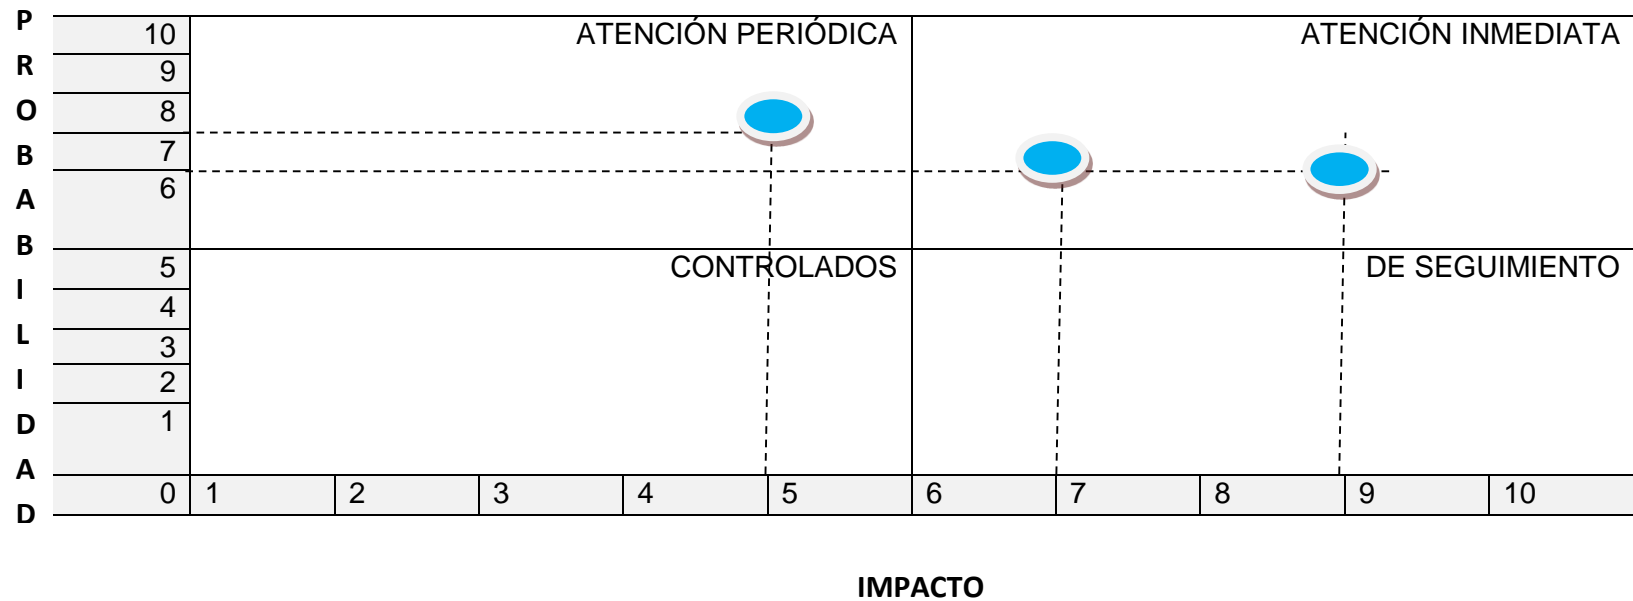 P
R
O
B
A
B
I
L
I
D
A
D
10 ATENCIÓN PERIÓDICA ATENCIÓN INMEDIATA
9
8
7
6
5 CONTROLADOS DE SEGUIMIENTO
4
3
2
1
0 1 2 3 4 5 6 7 8 9 10
IMPACTO